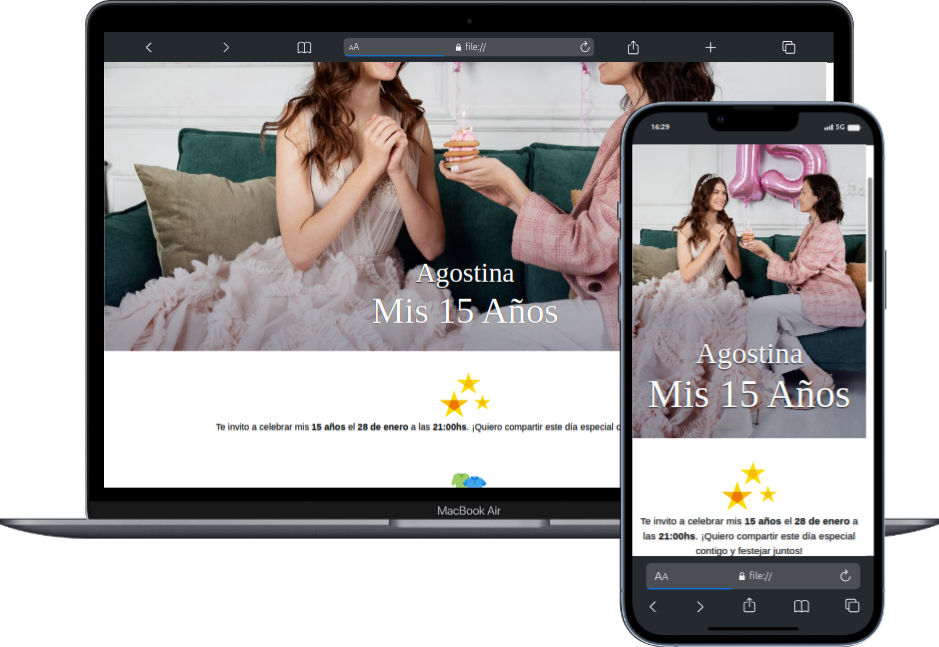 AA
file://
Agostina
Mis 15 Años
Te invito a celebrar mis 15 años el 28 de enero a las 21:00hs. ¡Quiero compartir este día especial
MacBook Air
16:29
5G
15
Agostina
Mis 15 Años
Te invito a celebrar mis 15 años el 28 de enero a
las 21:00hs. ¡Quiero compartir este día especial
contigo y festejar juntos!
AA
file://